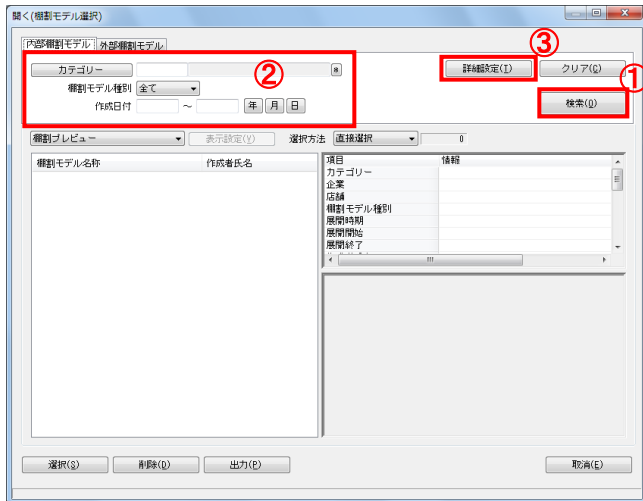 開く(棚割モデル選択)
内部棚割モデル 外部棚割モデル
③
カテゴリー ② * 詳細設定(I) クリア(C) ①
棚割モデル種別 全て
作成日付 ～ 年 月 日 検索(Q)
棚割プレビュー 表示設定(V) 選択方法 直接選択 0
棚割モデル名称 作成者氏名 項目 情報
カテゴリー
企業
店舗
棚割モデル種別
展開時期
展開開始
展開終了
選択(S) 削除(D) 出力(P) 取消(E)